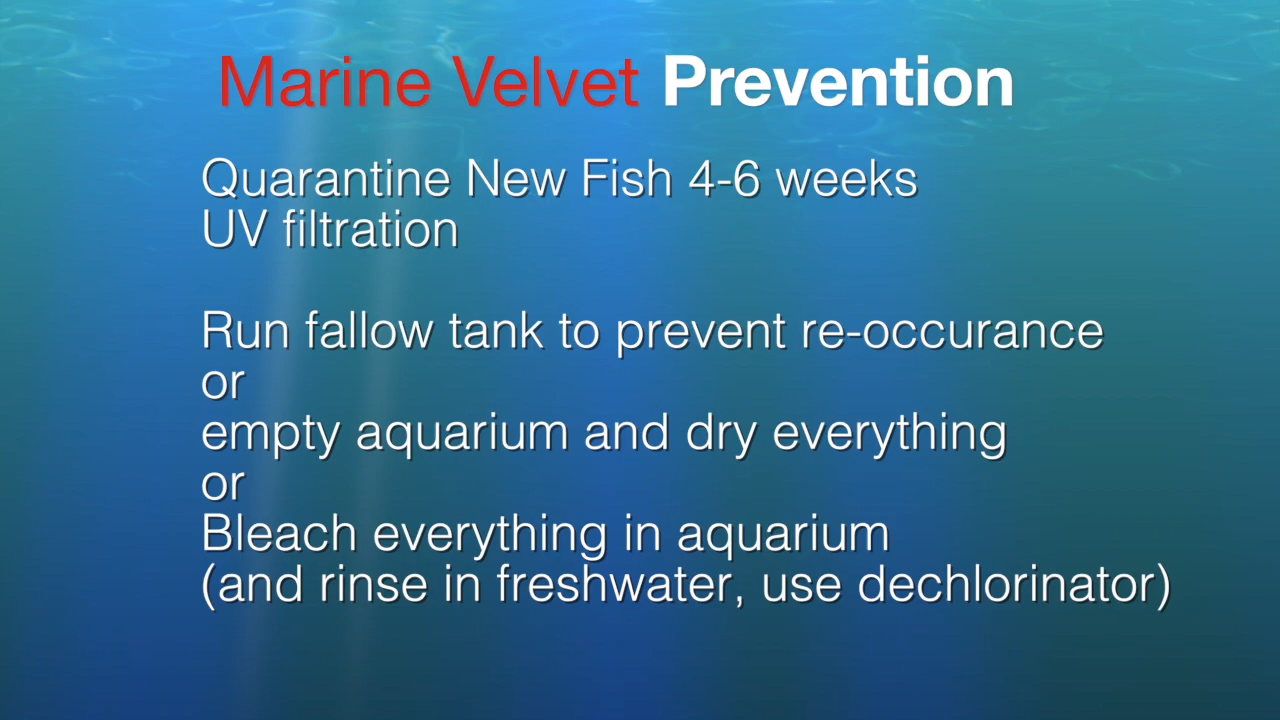 Marine Velvet Prevention
Quarantine New Fish 4-6 weeks
UV filtration
Run fallow tank to prevent re-occurance
or
empty aquarium and dry everything
or
Bleach everything in aquarium
(and rinse in freshwater, use dechlorinator)